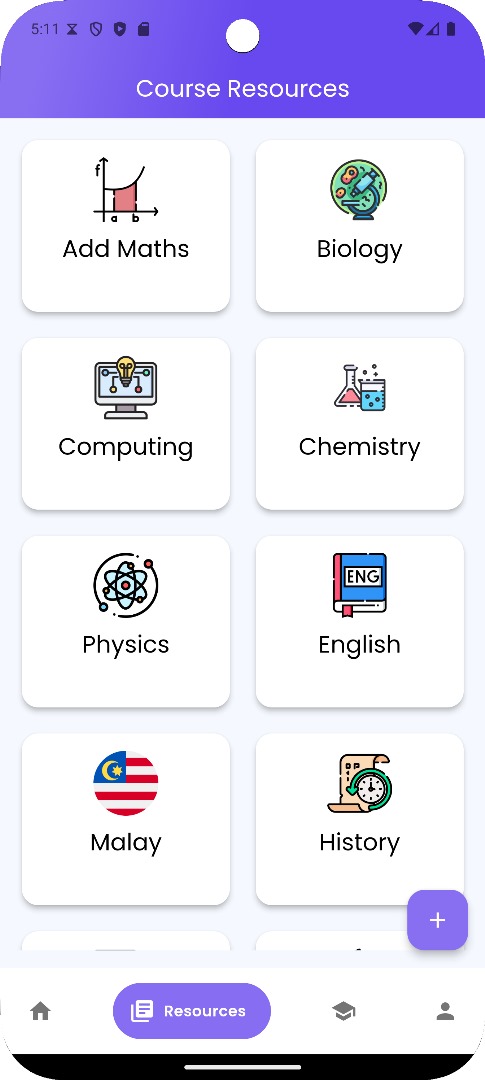 5:11
Course Resources
f
a b
Add Maths
Biology
Computing
Chemistry
Physics
ENG
English
Malay
History
+
Resources